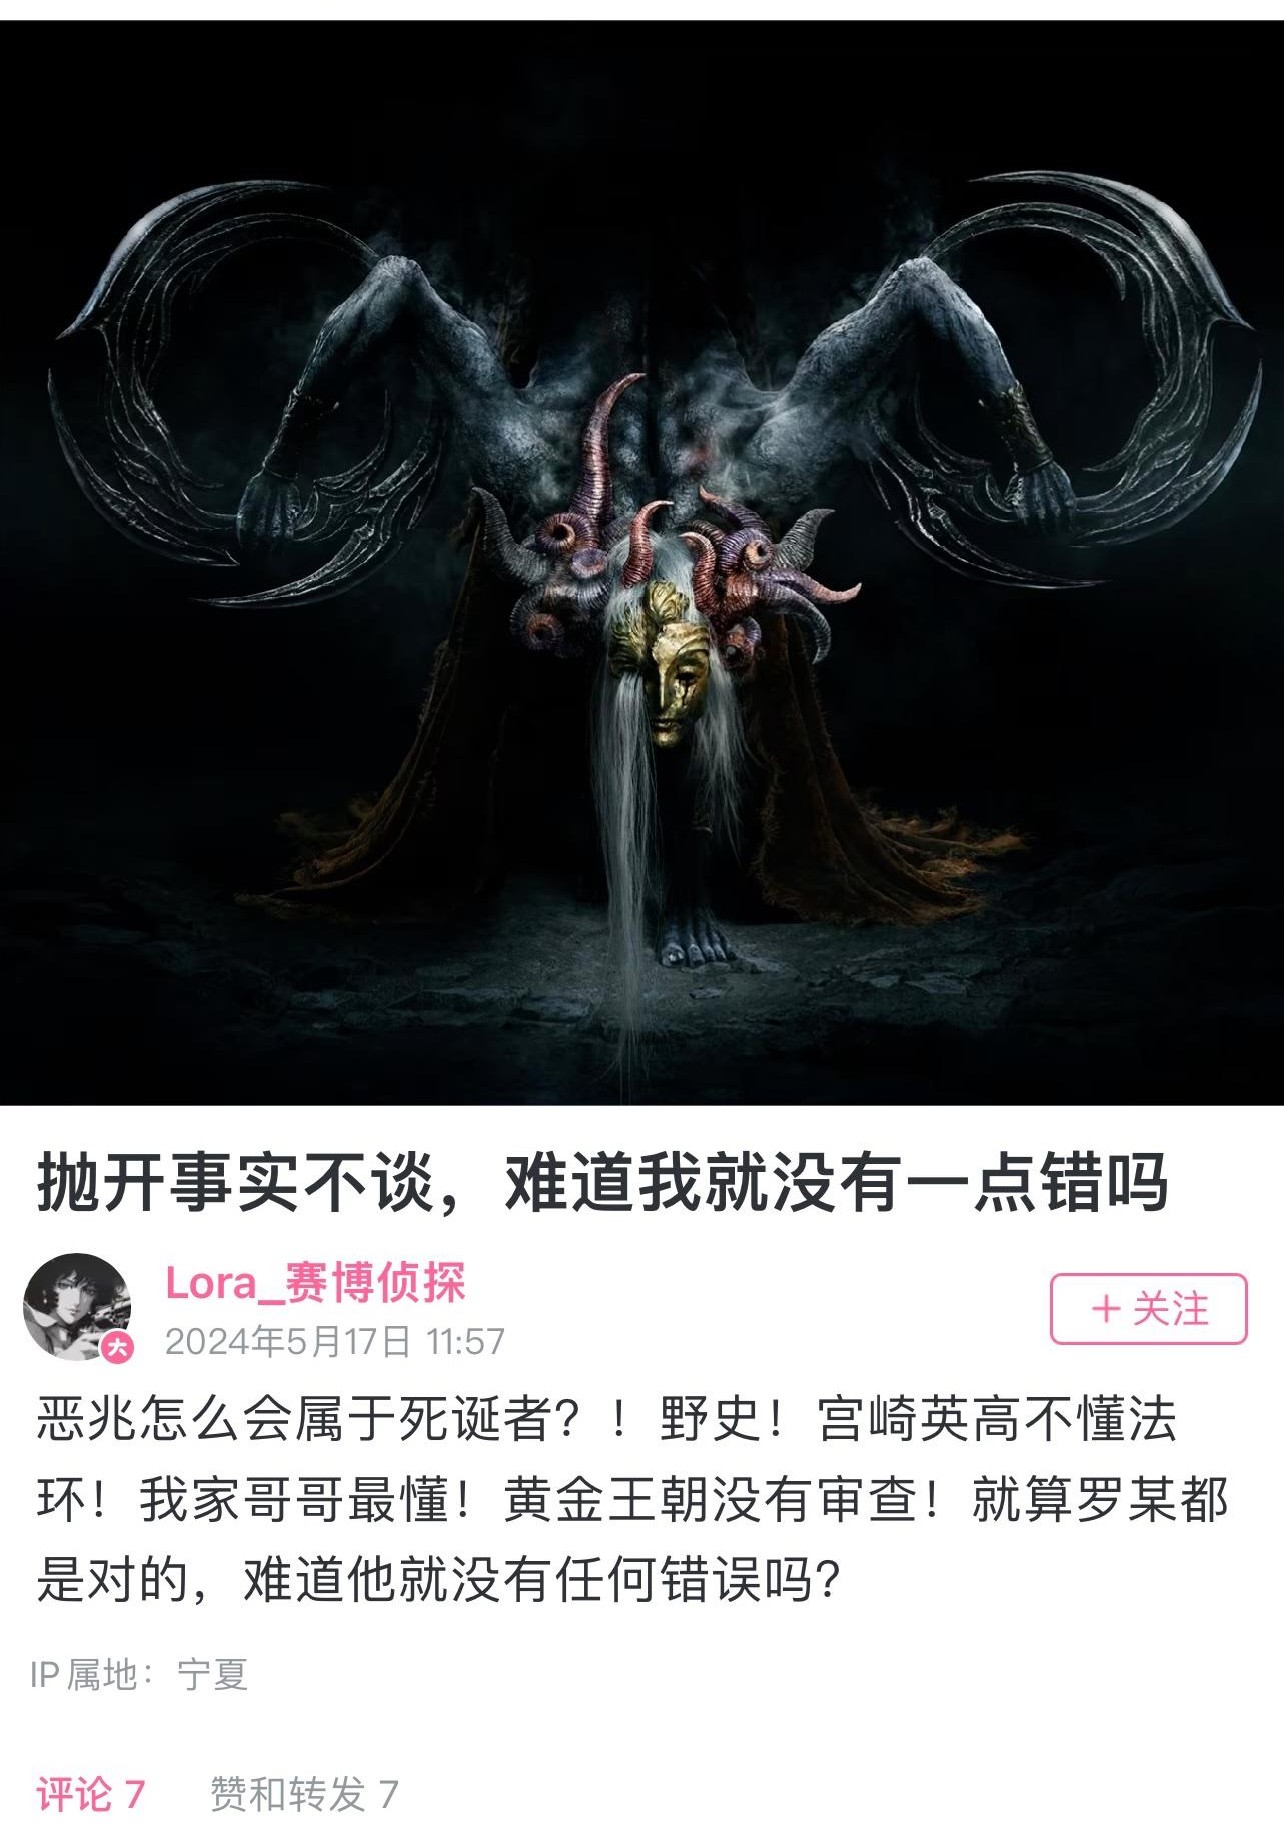 抛开事实不谈，难道我就没有一点错吗
Lora_赛博侦探
2024年5月17日 11:57
大
+ 关注
恶兆怎么会属于死诞者？！野史！宫崎英高不懂法
环！我家哥哥最懂！黄金王朝没有审查！就算罗某都
是对的，难道他就没有任何错误吗?
IP属地：宁夏
评论 7 赞和转发 7